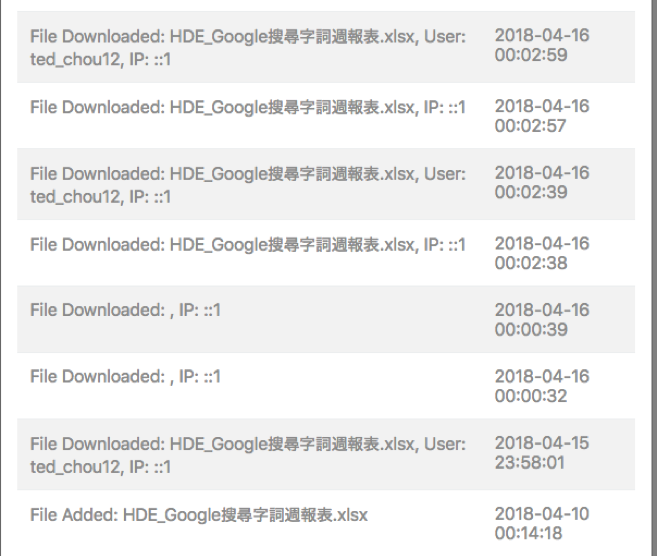 File Downloaded: HDE_Google搜尋字詞週報表.xlsx, User:
ted_chou12, IP: ::1
2018-04-16
00:02:59
File Downloaded: HDE_Google搜尋字詞週報表.xlsx, IP: ::1
2018-04-16
00:02:57
File Downloaded: HDE_Google搜尋字詞週報表.xlsx, User:
ted_chou12, IP: ::1
2018-04-16
00:02:39
File Downloaded: HDE_Google搜尋字詞週報表.xlsx, IP: ::1
2018-04-16
00:02:38
File Downloaded: , IP: ::1
2018-04-16
00:00:39
File Downloaded: , IP: ::1
2018-04-16
00:00:32
File Downloaded: HDE_Google搜尋字詞週報表.xlsx, User:
ted_chou12, IP: ::1
2018-04-15
23:58:01
File Added: HDE_Google搜尋字詞週報表.xlsx
2018-04-10
00:14:18